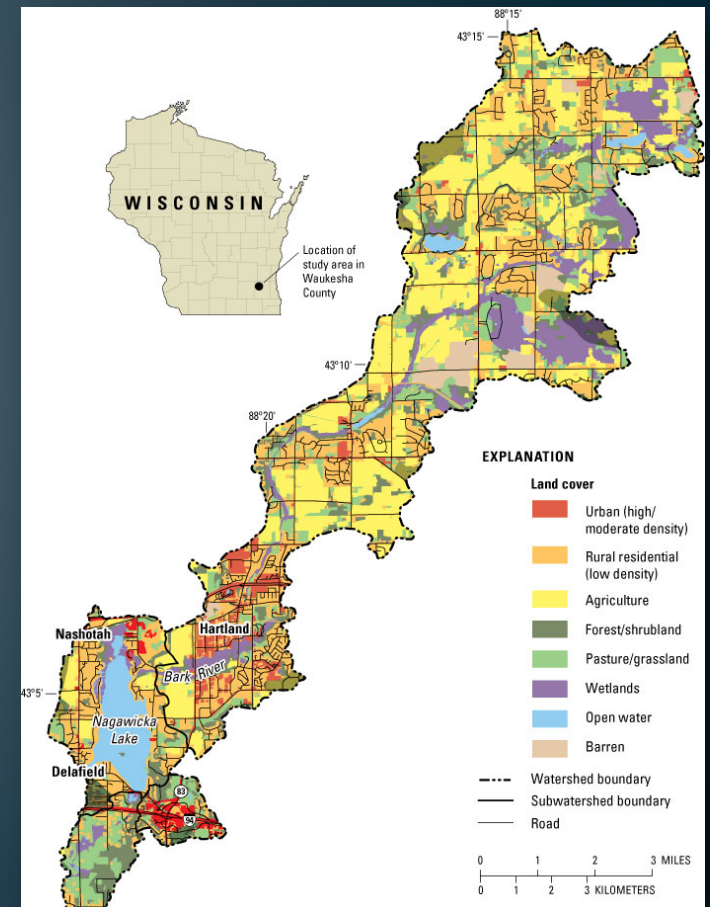 88°15'
43°15'
WISCONSIN
Location of
study area in
Waukesha
County
43°10'
88°20'
EXPLANATION
Land cover
Urban (high/
moderate density)
Rural residential
(low density)
Agriculture
Forest/shrubland
Pasture/grassland
Wetlands
Open water
Barren
Watershed boundary
Subwatershed boundary
Road
0 1 2 3 MILES
0 1 2 3 KILOMETERS
Nashotah
Hartland
Bark River
43°5'
Nagawicka
Lake
Delafield
83
94